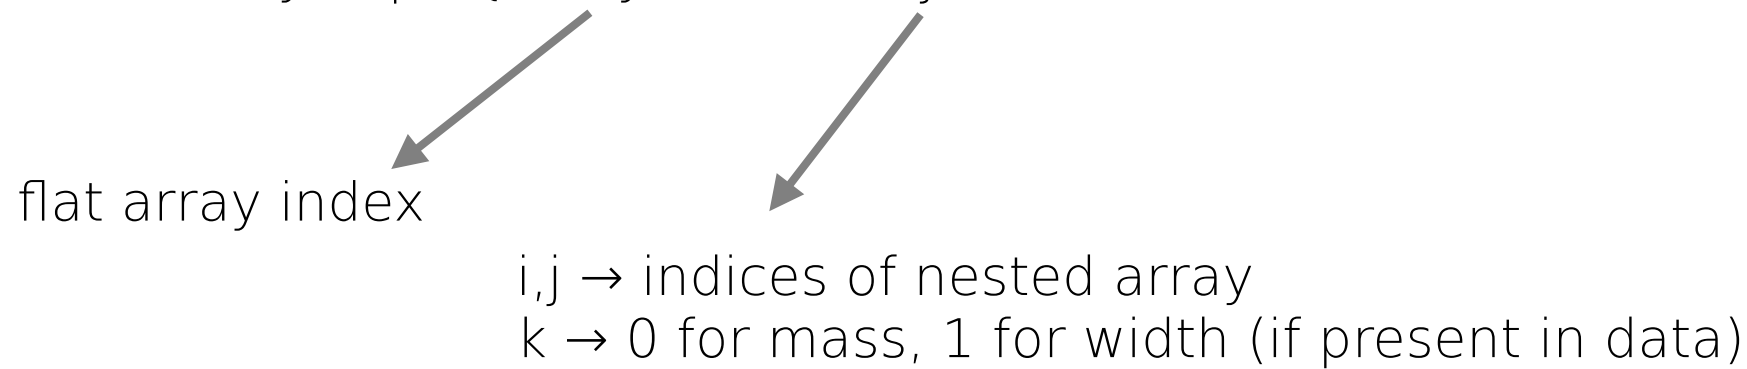 flat array index
i,j → indices of nested array
k → 0 for mass, 1 for width (if present in data)